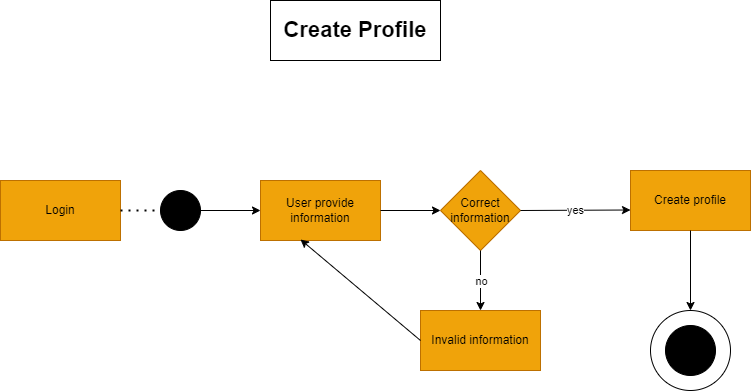 Create Profile
Login
User provide
information
Correct
information
yes
Create profile
no
Invalid information